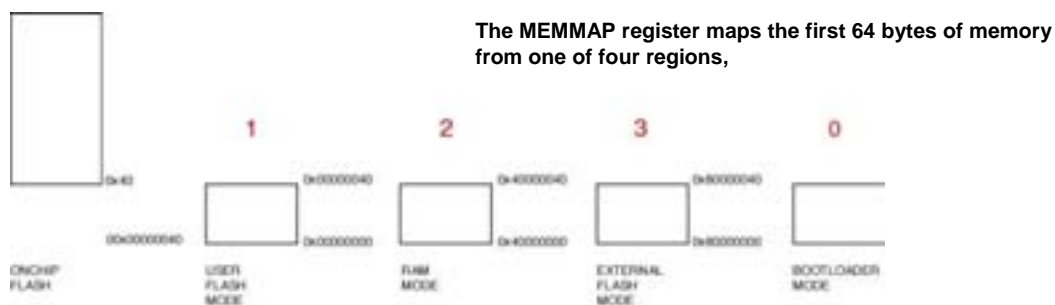 The MEMMAP register maps the first 64 bytes of memory
from one of four regions,
1 2 3 0
0x40 0x00000040 0x40000040 0x80000040
00x00000040 0x00000000 0x40000000 0x80000000
ONCHIP USER RAM EXTERNAL BOOTLOADER
FLASH FLASH MODE FLASH MODE
MODE MODE